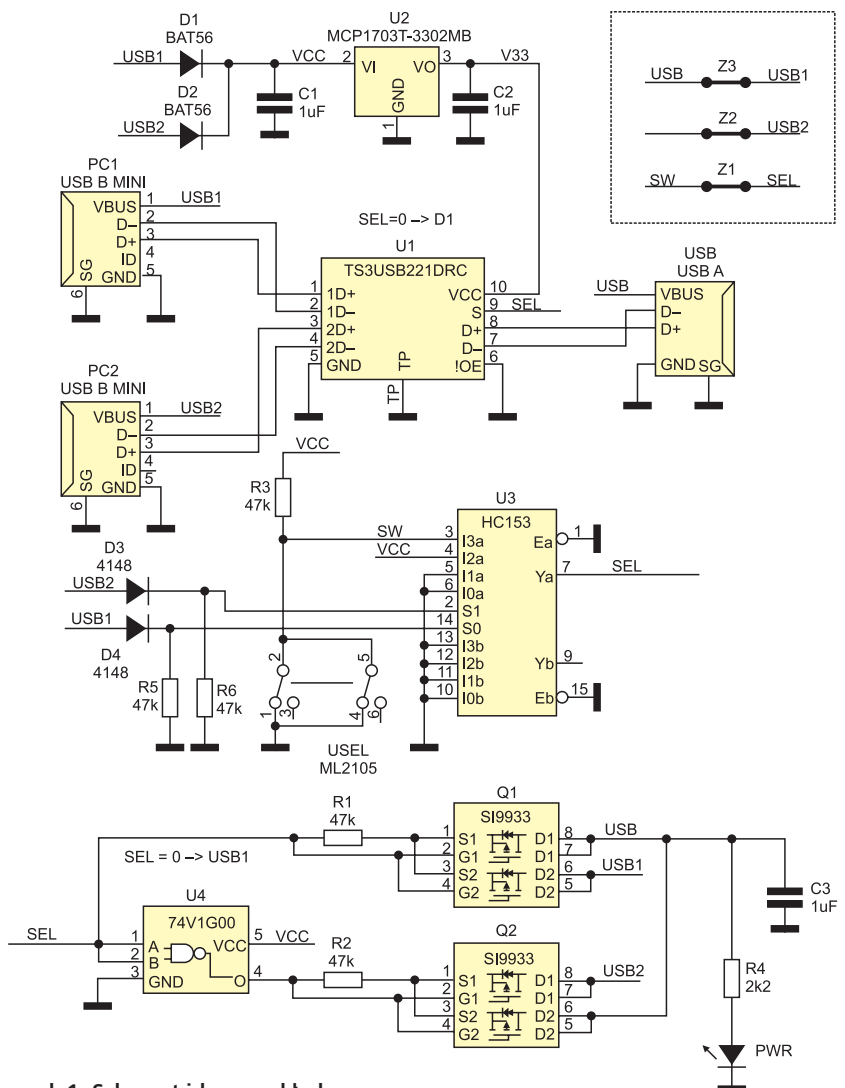 D1
BAT56
USB1
D2
BAT56
USB2
VCC
C1
1uF
U2
MCP1703T-3302MB
2 VI VO 3
GND
1
V33
C2
1uF
USB Z3 USB1
Z2 USB2
SW Z1 SEL
PC1
USB B MINI
VBUS 1 USB1
D– 2
D+ 3
ID 4
GND 5
SG
6
SEL=0 –> D1
U1
TS3USB221DRC
1 1D+ VCC 10
2 1D– S 9 SEL
3 2D+ D+ 8
4 2D– D– 7
5 GND !OE 6
TP
TP
USB
USB A
USB VBUS
D–
D+
GND SG
PC2
USB B MINI
VBUS 1 USB2
D– 2
D+ 3
ID 4
GND 5
SG
6
VCC
R3
47k
U3
HC153
SW 3 I3a Ea 1
VCC 4 I2a
5 I1a Ya 7 SEL
6 I0a
2 S1
14 S0
13 I3b
12 I2b Yb 9
11 I1b
10 I0b Eb 15
D3
4148
USB2
USB1
D4
4148
R5
47k
R6
47k
2 5
1 3 4 6
USEL
ML2105
R1
47k
Q1
SI9933
1 S1 D1 8 USB
2 G1 D1 7
3 S2 D2 6 USB1
4 G2 D2 5
SEL = 0 –> USB1
U4
74V1G00
SEL 1 A VCC 5 VCC
2 B
3 GND O 4
R2
47k
Q2
SI9933
1 S1 D1 8 USB2
2 G1 D1 7
3 S2 D2 6
4 G2 D2 5
C3
1uF
R4
2k2
PWR